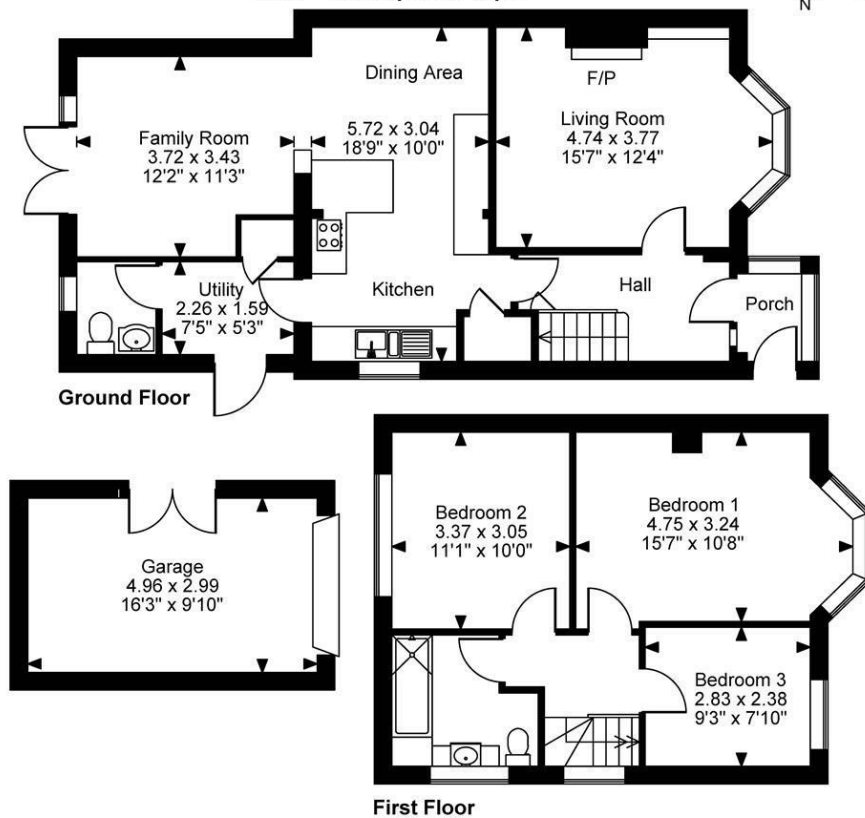 N
Dining Area
F/P
Family Room
3.72 x 3.43
12'2" x 11'3"
5.72 x 3.04
18'9" x 10'0"
Living Room
4.74 x 3.77
15'7" x 12'4"
Utility
2.26 x 1.59
7'5" x 5'3"
Kitchen
Hall
Porch
Ground Floor
Garage
4.96 x 2.99
16'3" x 9'10"
Bedroom 2
3.37 x 3.05
11'1" x 10'0"
Bedroom 1
4.75 x 3.24
15'7" x 10'8"
Bedroom 3
2.83 x 2.38
9'3" x 7'10"
First Floor